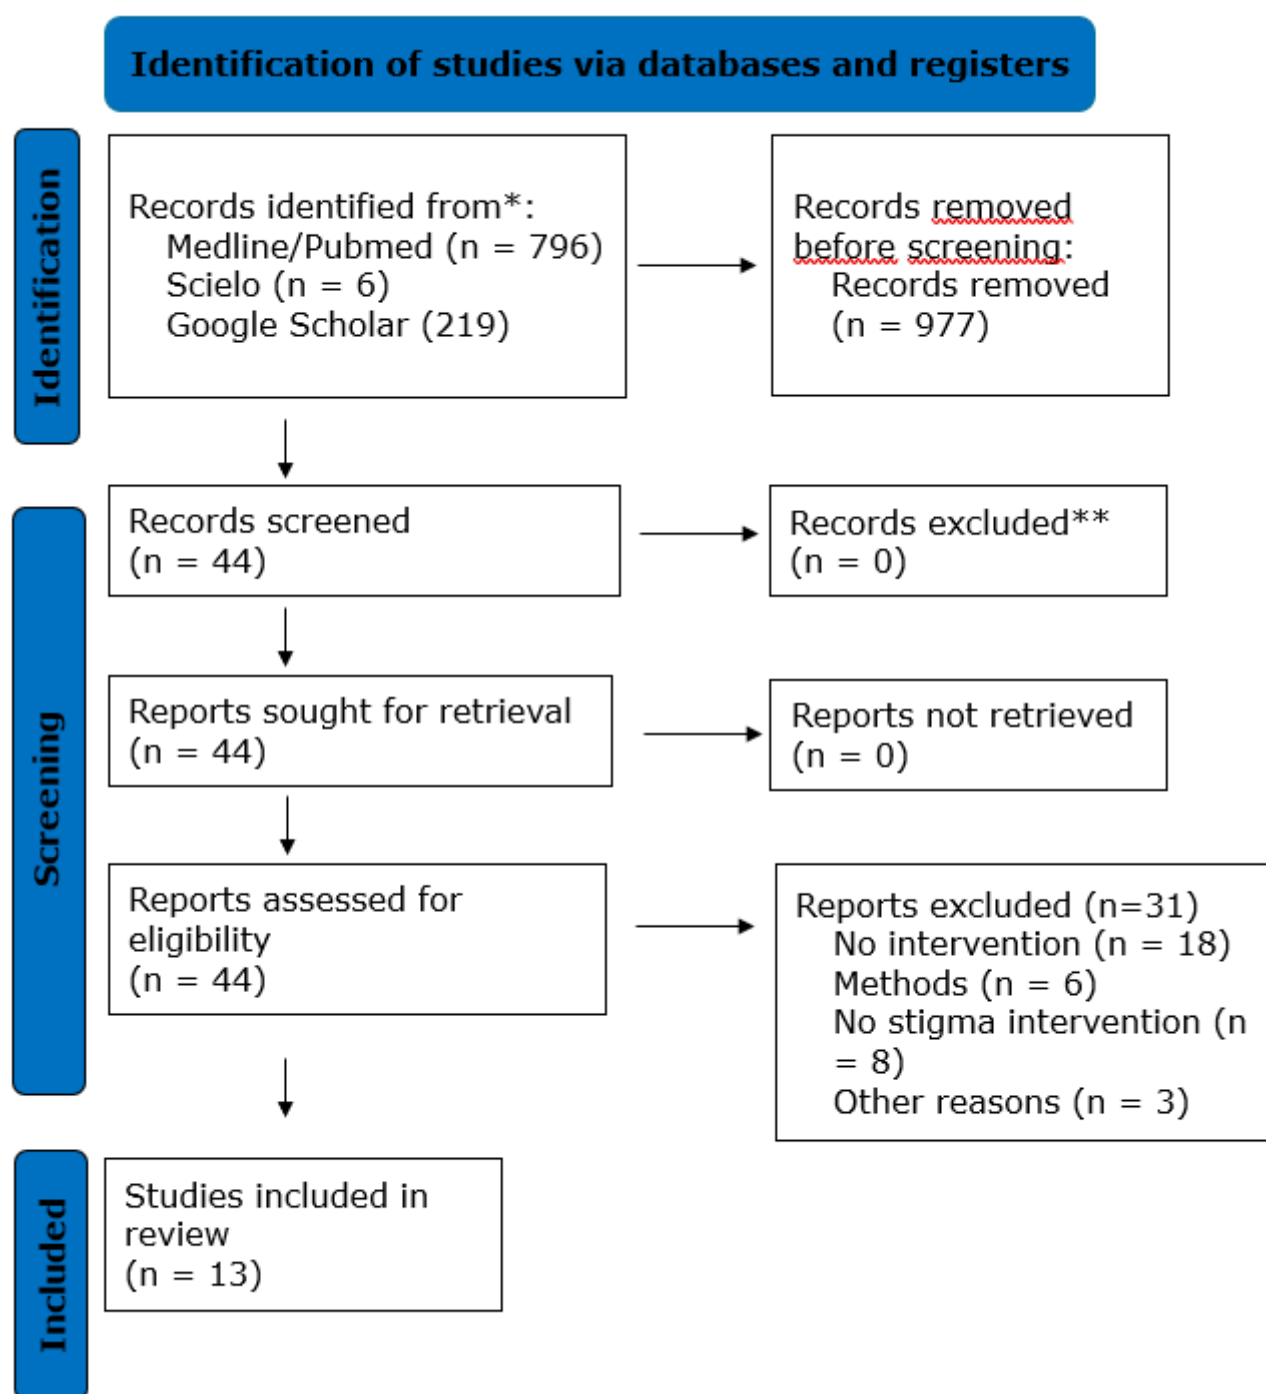 Identification of studies via databases and registers
Identification
Records identified from*:
Medline/Pubmed (n = 796)
Scielo (n = 6)
Google Scholar (219)
Records removed
before screening:
Records removed
(n = 977)
Screening
Records screened
(n = 44)
Records excluded**
(n = 0)
Reports sought for retrieval
(n = 44)
Reports not retrieved
(n = 0)
Reports assessed for
eligibility
(n = 44)
Reports excluded (n=31)
No intervention (n = 18)
Methods (n = 6)
No stigma intervention (n
= 8)
Other reasons (n = 3)
Included
Studies included in
review
(n = 13)